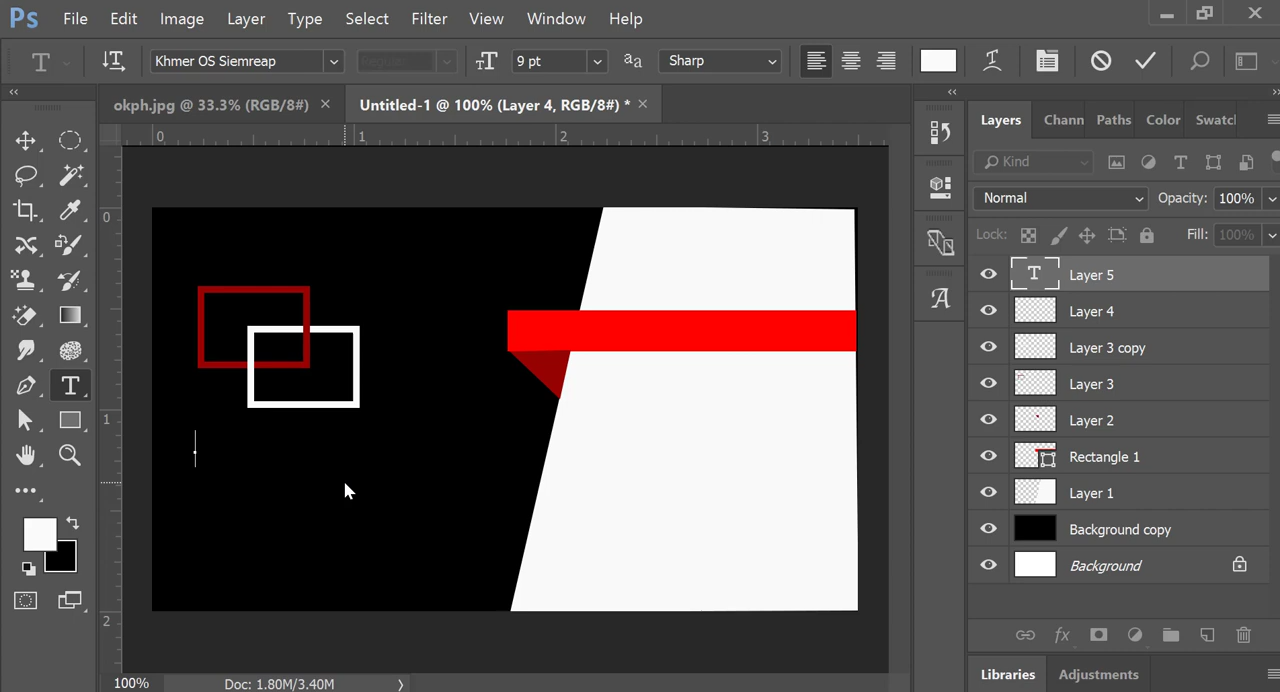 Ps File Edit Image Layer Type Select Filter View Window Help
Khmer OS Siemreap Regular 9 pt Sharp
okph.jpg @ 33.3% (RGB/8#) × Untitled-1 @ 100% (Layer 4, RGB/8#) * ×
0 1 2 3
0
1
2
Layers Chann Paths Color Swatc
Kind
Normal Opacity: 100%
Lock: Fill: 100%
T Layer 5
Layer 4
Layer 3 copy
Layer 3
Layer 2
Rectangle 1
Layer 1
Background copy
Background
fx
Libraries Adjustments
100% Doc: 1.80M/3.40M